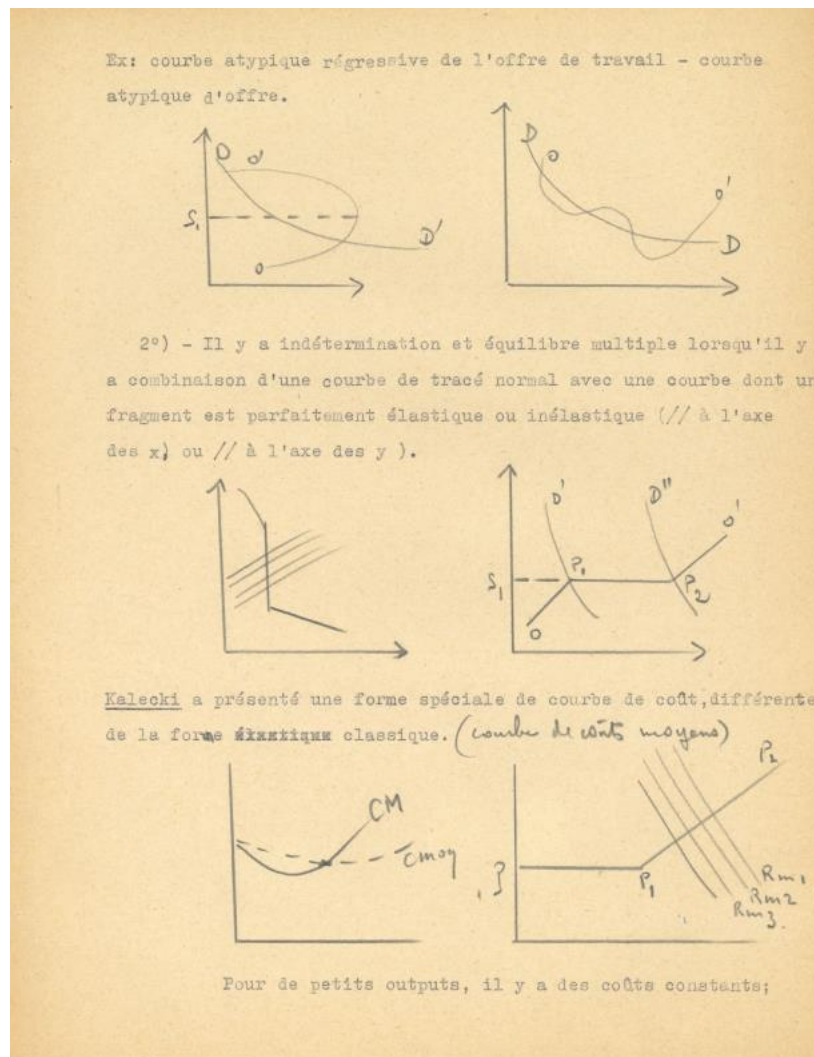 Ex: courbe atypique régressive de l'offre de travail - courbe
atypique d'offre.
D O' S₁ D' O
D O O' D
2°) - Il y a indétermination et équilibre multiple lorsqu'il y
a combinaison d'une courbe de tracé normal avec une courbe dont un
fragment est parfaitement élastique ou inélastique (// à l'axe
des x) ou // à l'axe des y ).
D' D" O'
S₁ P₁ P₂
O
Kalecki a présenté une forme spéciale de courbe de coût,différente
de la forme classique. (courbe de coûts moyens)
CM
Cmoy
P₂
P₁
Rm1
Rm2
Rm3.
Pour de petits outputs, il y a des coûts constants;